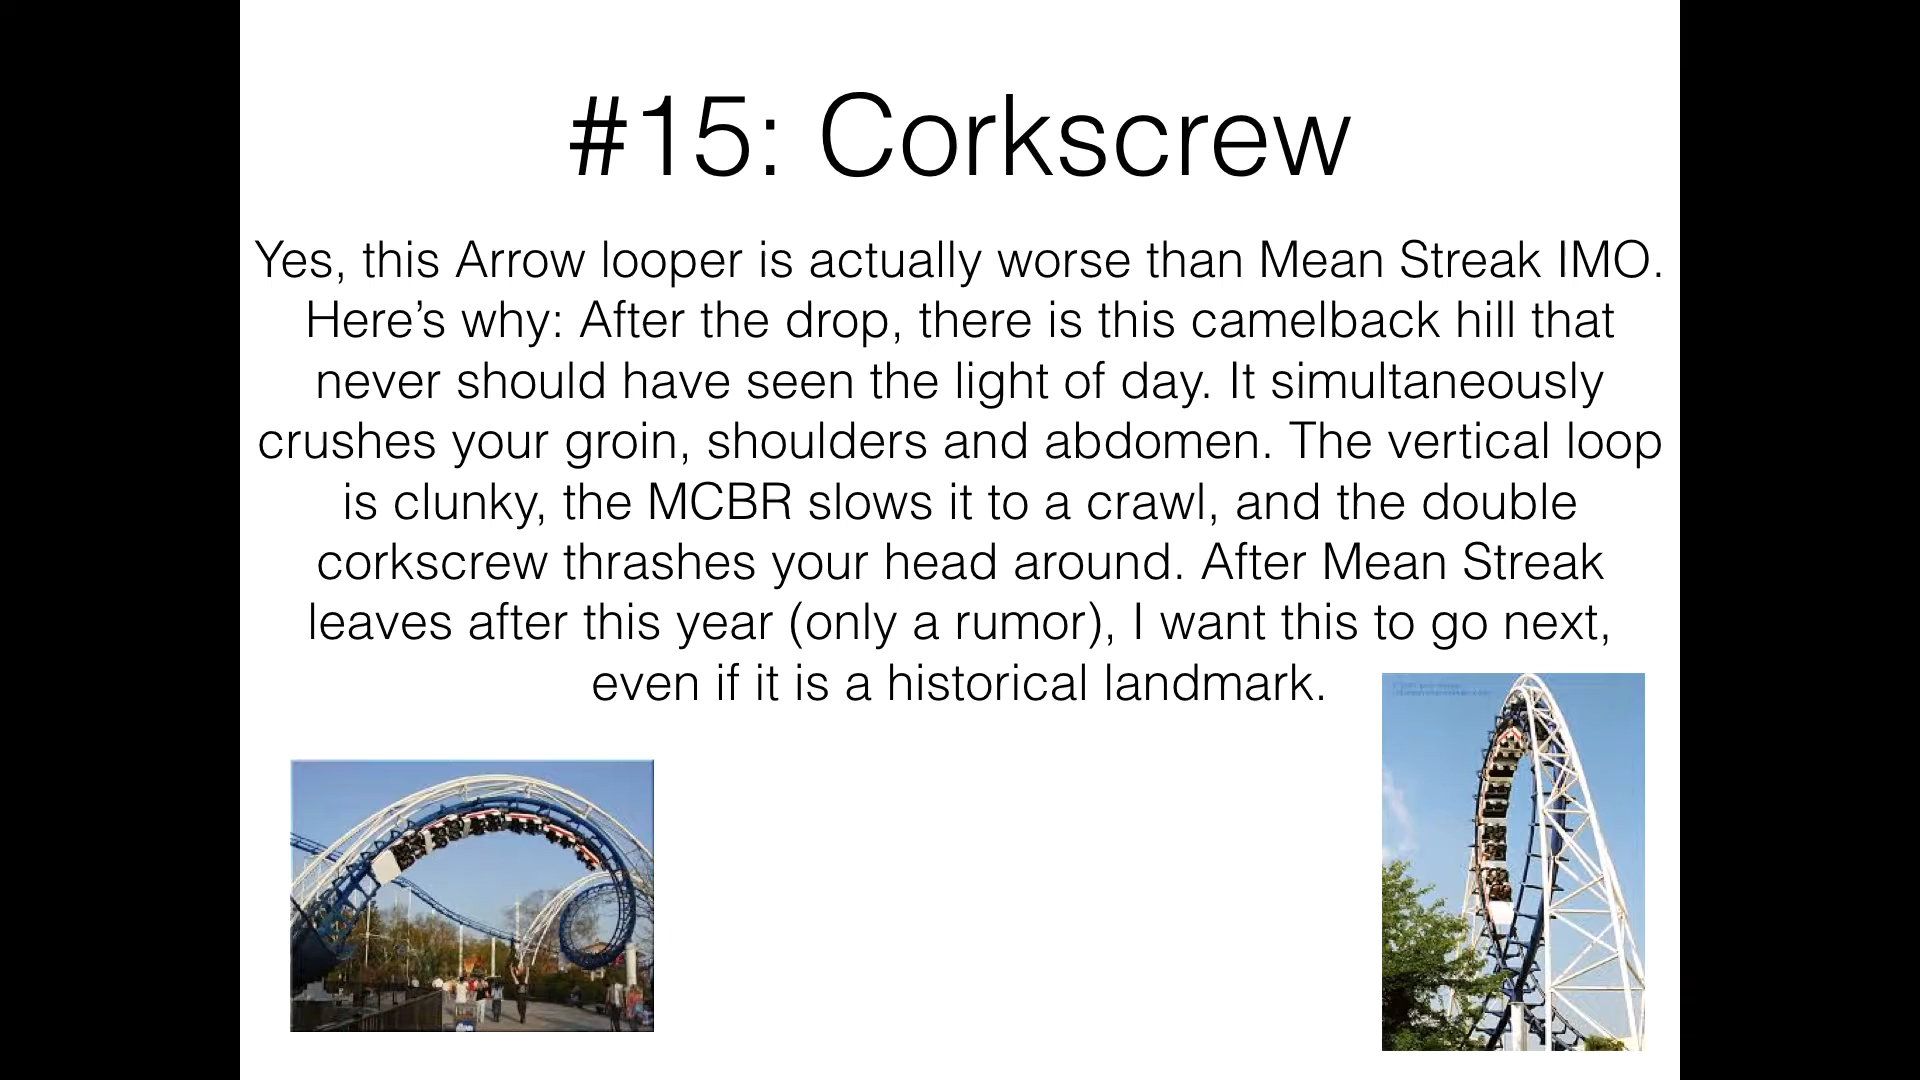 #15: Corkscrew
Yes, this Arrow looper is actually worse than Mean Streak IMO.
Here’s why: After the drop, there is this camelback hill that
never should have seen the light of day. It simultaneously
crushes your groin, shoulders and abdomen. The vertical loop
is clunky, the MCBR slows it to a crawl, and the double
corkscrew thrashes your head around. After Mean Streak
leaves after this year (only a rumor), I want this to go next,
even if it is a historical landmark.